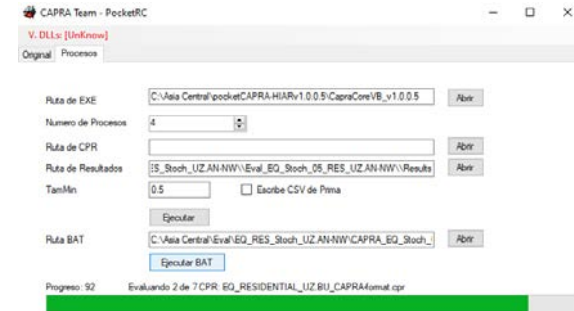 CAPRA Team - PocketRC
V. DLLs: [UnKnow]
Original Procesos
Ruta de EXE C:\Asia Central\pocketCAPRA-HIARv1.0.0.5\CapraCoreVB_v1.0.0.5 Abrir
Numero de Procesos 4
Ruta de CPR Abrir
Ruta de Resultados ES_Stoch_UZ.AN-NW\\Eval_EQ_Stoch_05_RES_UZ.AN-NW\\Results Abrir
TamMin 0.5 Escribe CSV de Prima
Ejecutar
Ruta BAT C:\Asia Central\Eval\EQ_RES_Stoch_UZ.AN-NW\CAPRA_EQ_Stoch_ Abrir
Ejecutar BAT
Progreso: 92 Evaluando 2 de 7 CPR: EQ_RESIDENTIAL_UZ.BU_CAPRAformat.cpr